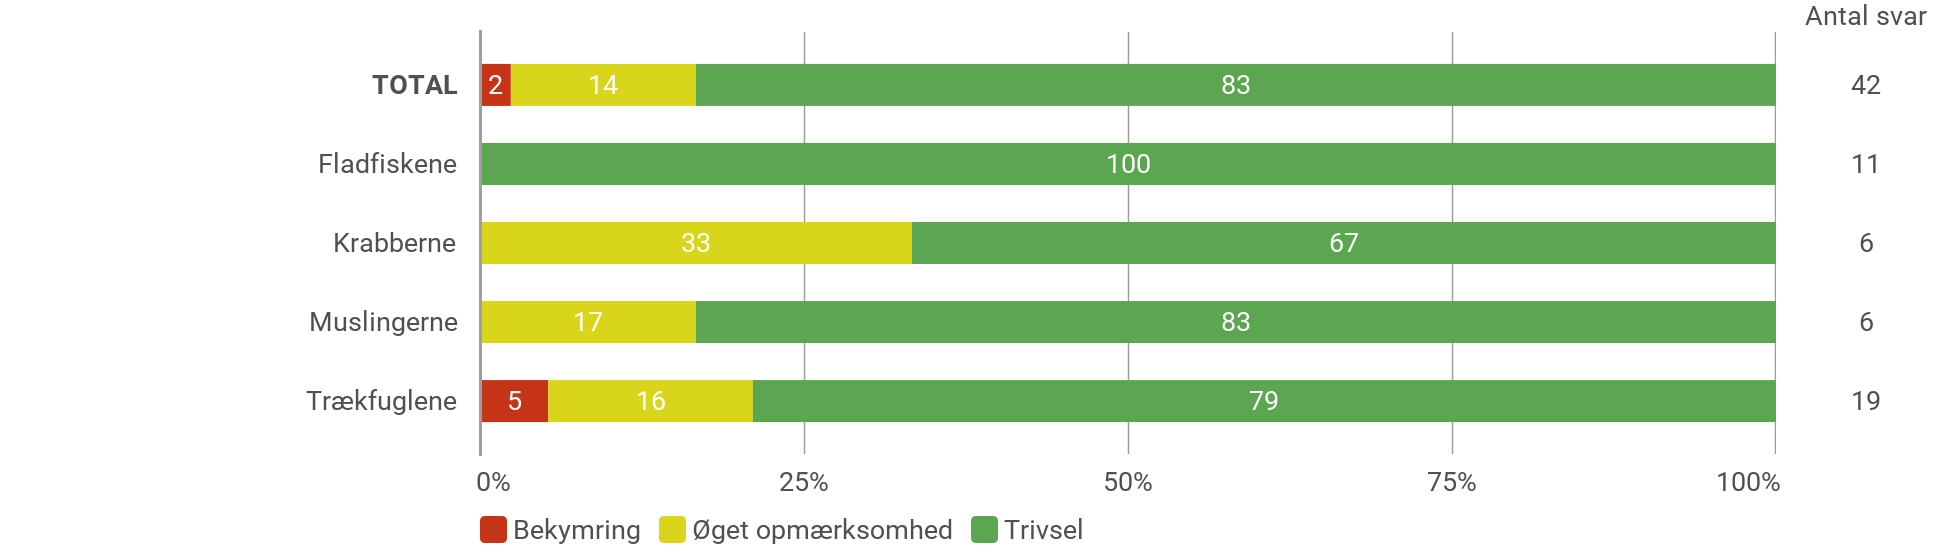 Antal svar
TOTAL 2 14 83 42
Fladfiskene 100 11
Krabberne 33 67 6
Muslingerne 17 83 6
Trækfuglene 5 16 79 19
0% 25% 50% 75% 100%
Bekymring Øget opmærksomhed Trivsel